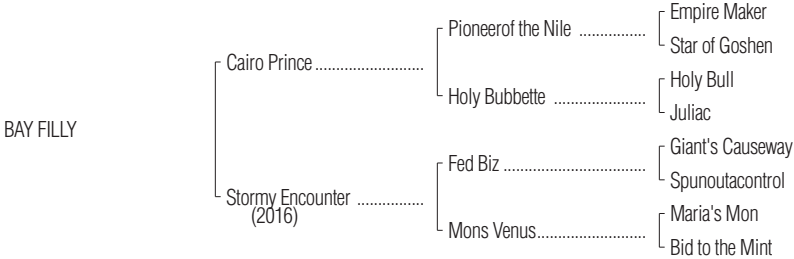 Empire Maker
Pioneerof the Nile ................
Star of Goshen
Cairo Prince ..........................
Holy Bull
Holy Bubbette ......................
Juliac
BAY FILLY
Giant's Causeway
Fed Biz ..................................
Spunoutacontrol
Stormy Encounter ................
(2016)
Maria's Mon
Mons Venus..........................
Bid to the Mint